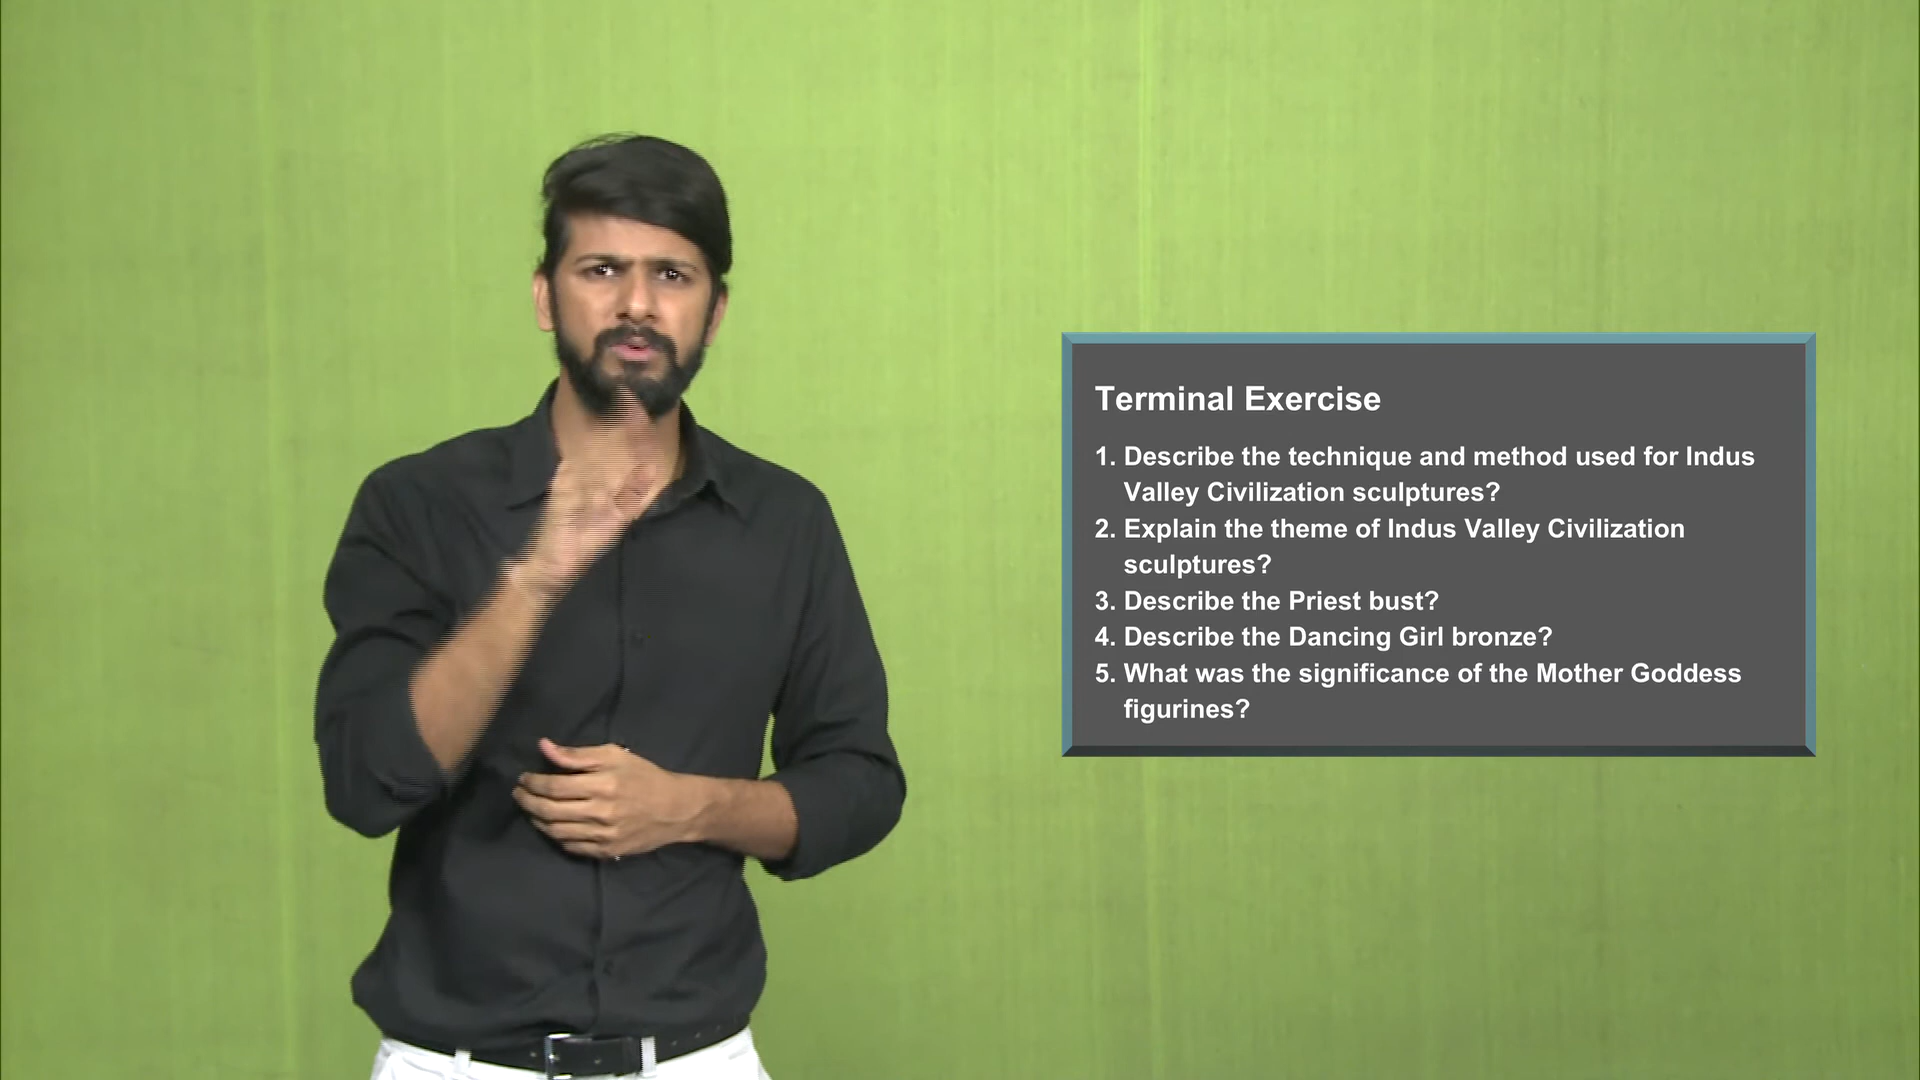 Terminal Exercise
1. Describe the technique and method used for Indus
Valley Civilization sculptures?
2. Explain the theme of Indus Valley Civilization
sculptures?
3. Describe the Priest bust?
4. Describe the Dancing Girl bronze?
5. What was the significance of the Mother Goddess
figurines?